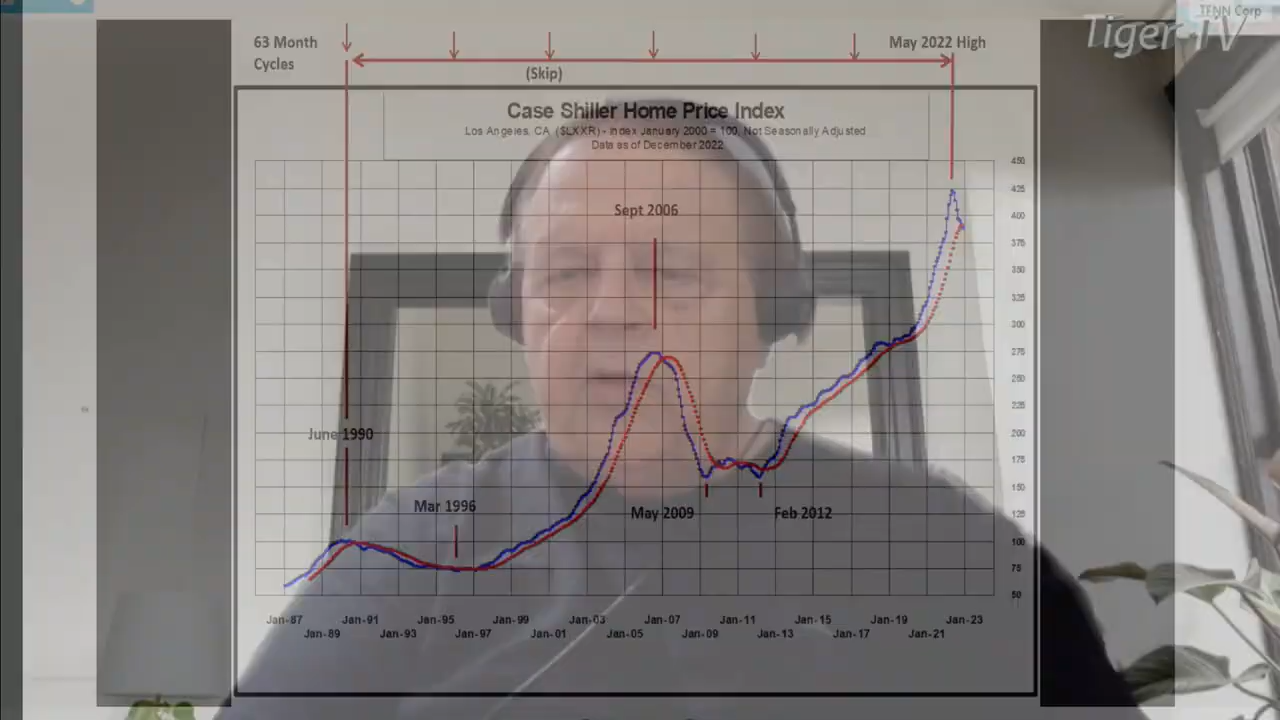 TFNN Corp
Tiger TV
63 Month
Cycles
May 2022 High
(Skip)
Case Shiller Home Price Index
Los Angeles, CA ($LXXR) - Index January 2000 = 100, Not Seasonally Adjusted
Data as of December 2022
450
425
400
375
350
325
300
275
250
225
200
175
150
125
100
75
50
Sept 2006
June 1990
Mar 1996
May 2009
Feb 2012
Jan-87
Jan-91
Jan-95
Jan-99
Jan-03
Jan-07
Jan-11
Jan-15
Jan-19
Jan-23
Jan-89
Jan-93
Jan-97
Jan-01
Jan-05
Jan-09
Jan-13
Jan-17
Jan-21